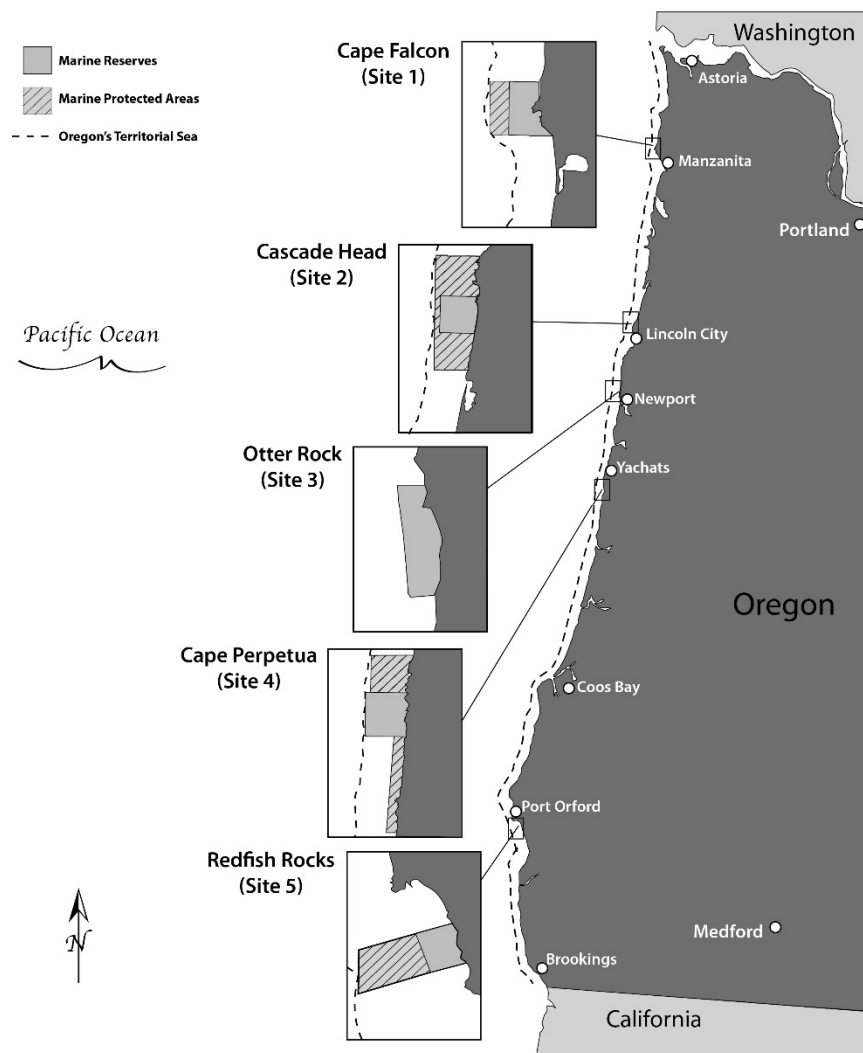 Marine Reserves
Marine Protected Areas
Oregon's Territorial Sea
Cape Falcon
(Site 1)
Cascade Head
(Site 2)
Otter Rock
(Site 3)
Cape Perpetua
(Site 4)
Redfish Rocks
(Site 5)
Pacific Ocean
N
Washington
Astoria
Manzanita
Portland
Lincoln City
Newport
Yachats
Oregon
Coos Bay
Port Orford
Medford
Brookings
California